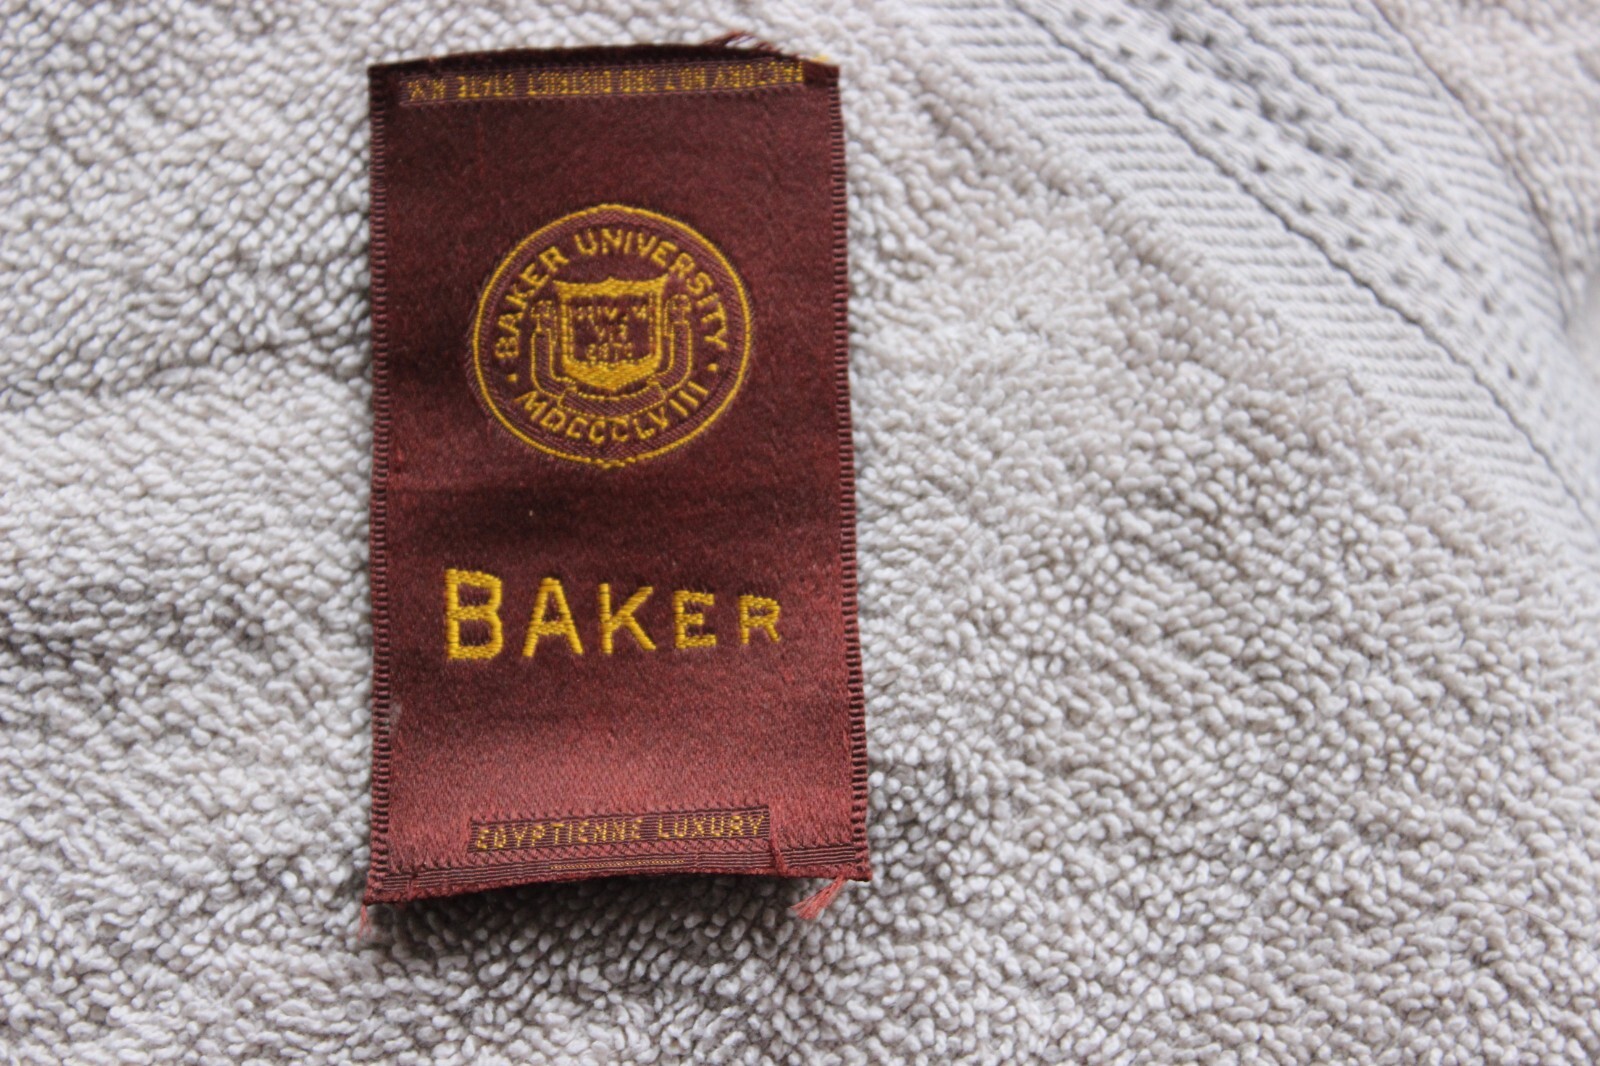 FACTORY NO. 7 3RD DISTRICT STATE N.Y.
BAKER UNIVERSITY
MDCCCLVIII
BAKER
EGYPTIENNE LUXURY